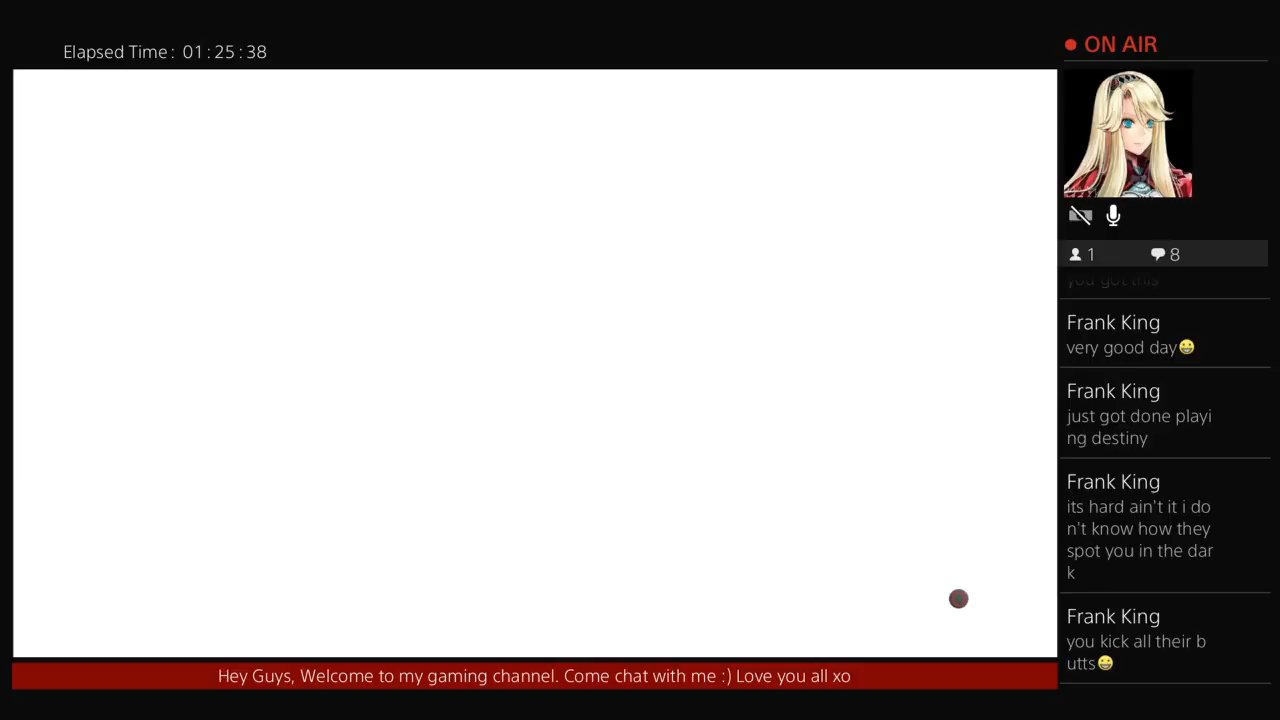 Elapsed Time: 01:25:38
ON AIR
1 8
you got this
Frank King
very good day😀
Frank King
just got done playi
ng destiny
Frank King
its hard ain't it i do
n't know how they
spot you in the dar
k
Frank King
you kick all their b
utts😀
Hey Guys, Welcome to my gaming channel. Come chat with me :) Love you all xo